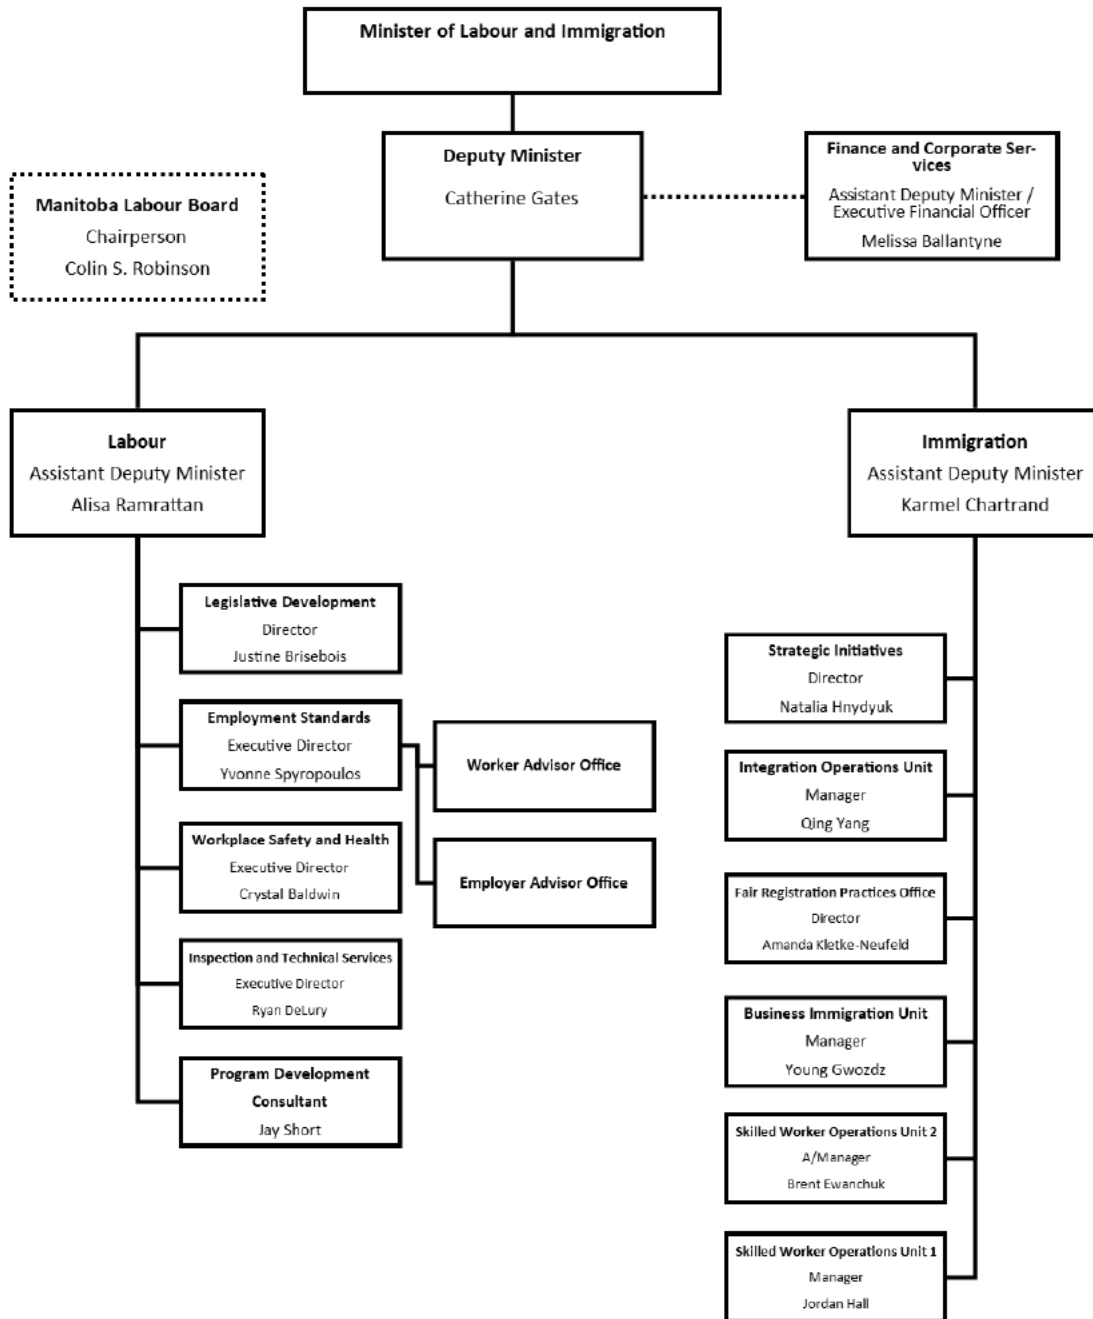 Minister of Labour and Immigration
Deputy Minister
Catherine Gates
Finance and Corporate Ser-
vices
Assistant Deputy Minister /
Executive Financial Officer
Melissa Ballantyne
Manitoba Labour Board
Chairperson
Colin S. Robinson
Labour
Assistant Deputy Minister
Alisa Ramrattan
Immigration
Assistant Deputy Minister
Karmel Chartrand
Legislative Development
Director
Justine Brisebois
Employment Standards
Executive Director
Yvonne Spyropoulos
Worker Advisor Office
Employer Advisor Office
Workplace Safety and Health
Executive Director
Crystal Baldwin
Inspection and Technical Services
Executive Director
Ryan DeLury
Program Development
Consultant
Jay Short
Strategic Initiatives
Director
Natalia Hnydyuk
Integration Operations Unit
Manager
Qing Yang
Fair Registration Practices Office
Director
Amanda Kletke-Neufeld
Business Immigration Unit
Manager
Young Gwozdz
Skilled Worker Operations Unit 2
A/Manager
Brent Ewanchuk
Skilled Worker Operations Unit 1
Manager
Jordan Hall